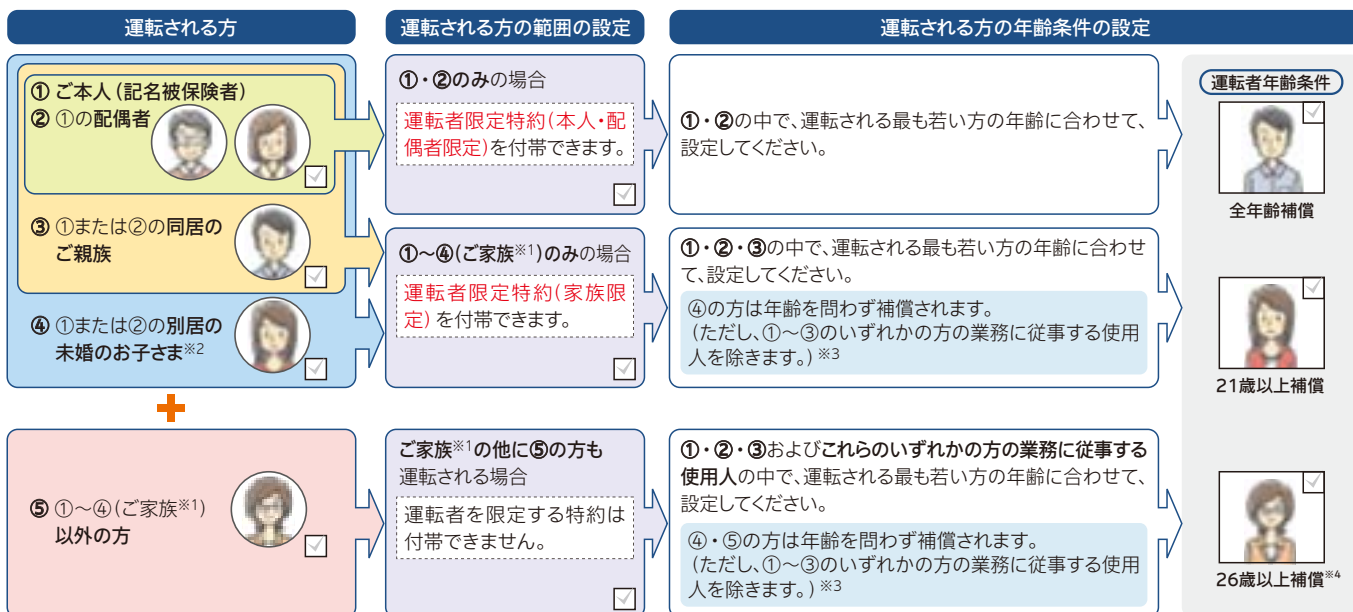 運転される方
運転される方の範囲の設定
運転される方の年齢条件の設定
① ご本人(記名被保険者)
② ①の配偶者
③ ①または②の同居の
ご親族
④ ①または②の別居の
未婚のお子さま※2
⑤ ①～④(ご家族※1)
以外の方
①・②のみの場合
運転者限定特約(本人・配
偶者限定)を付帯できます。
①～④(ご家族※1)のみの場合
運転者限定特約(家族限
定)を付帯できます。
ご家族※1の他に⑤の方も
運転される場合
運転者を限定する特約は
付帯できません。
①・②の中で、運転される最も若い方の年齢に合わせて、
設定してください。
①・②・③の中で、運転される最も若い方の年齢に合わせ
て、設定してください。
④の方は年齢を問わず補償されます。
(ただし、①～③のいずれかの方の業務に従事する使用
人を除きます。)※3
①・②・③およびこれらのいずれかの方の業務に従事する
使用人の中で、運転される最も若い方の年齢に合わせて、
設定してください。
④・⑤の方は年齢を問わず補償されます。
(ただし、①～③のいずれかの方の業務に従事する使用
人を除きます。)※3
運転者年齢条件
全年齢補償
21歳以上補償
26歳以上補償※4